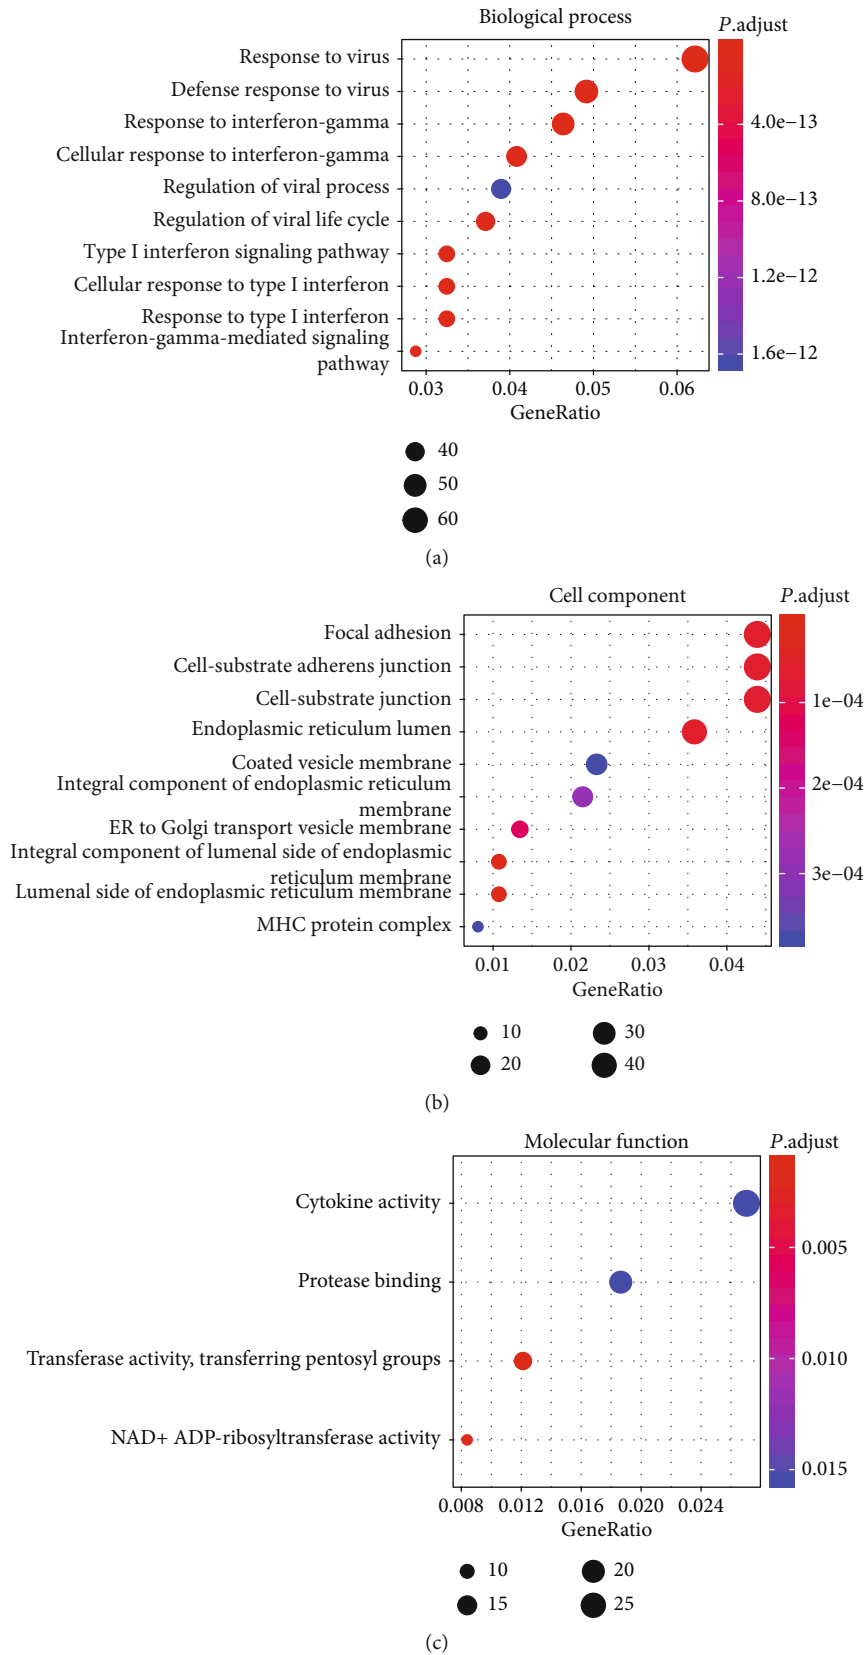 Biological process
P.adjust
Response to virus
Defense response to virus
Response to interferon-gamma
Cellular response to interferon-gamma
Regulation of viral process
Regulation of viral life cycle
Type I interferon signaling pathway
Cellular response to type I interferon
Response to type I interferon
Interferon-gamma-mediated signaling
pathway
4.0e−13
8.0e−13
1.2e−12
1.6e−12
0.03 0.04 0.05 0.06
GeneRatio
40
50
60
(a)
Cell component
P.adjust
Focal adhesion
Cell-substrate adherens junction
Cell-substrate junction
Endoplasmic reticulum lumen
Coated vesicle membrane
Integral component of endoplasmic reticulum
membrane
ER to Golgi transport vesicle membrane
Integral component of lumenal side of endoplasmic
reticulum membrane
Lumenal side of endoplasmic reticulum membrane
MHC protein complex
1e−04
2e−04
3e−04
0.01 0.02 0.03 0.04
GeneRatio
10 30
20 40
(b)
Molecular function
P.adjust
Cytokine activity
Protease binding
Transferase activity, transferring pentosyl groups
NAD+ ADP-ribosyltransferase activity
0.005
0.010
0.015
0.008 0.012 0.016 0.020 0.024
GeneRatio
10 20
15 25
(c)